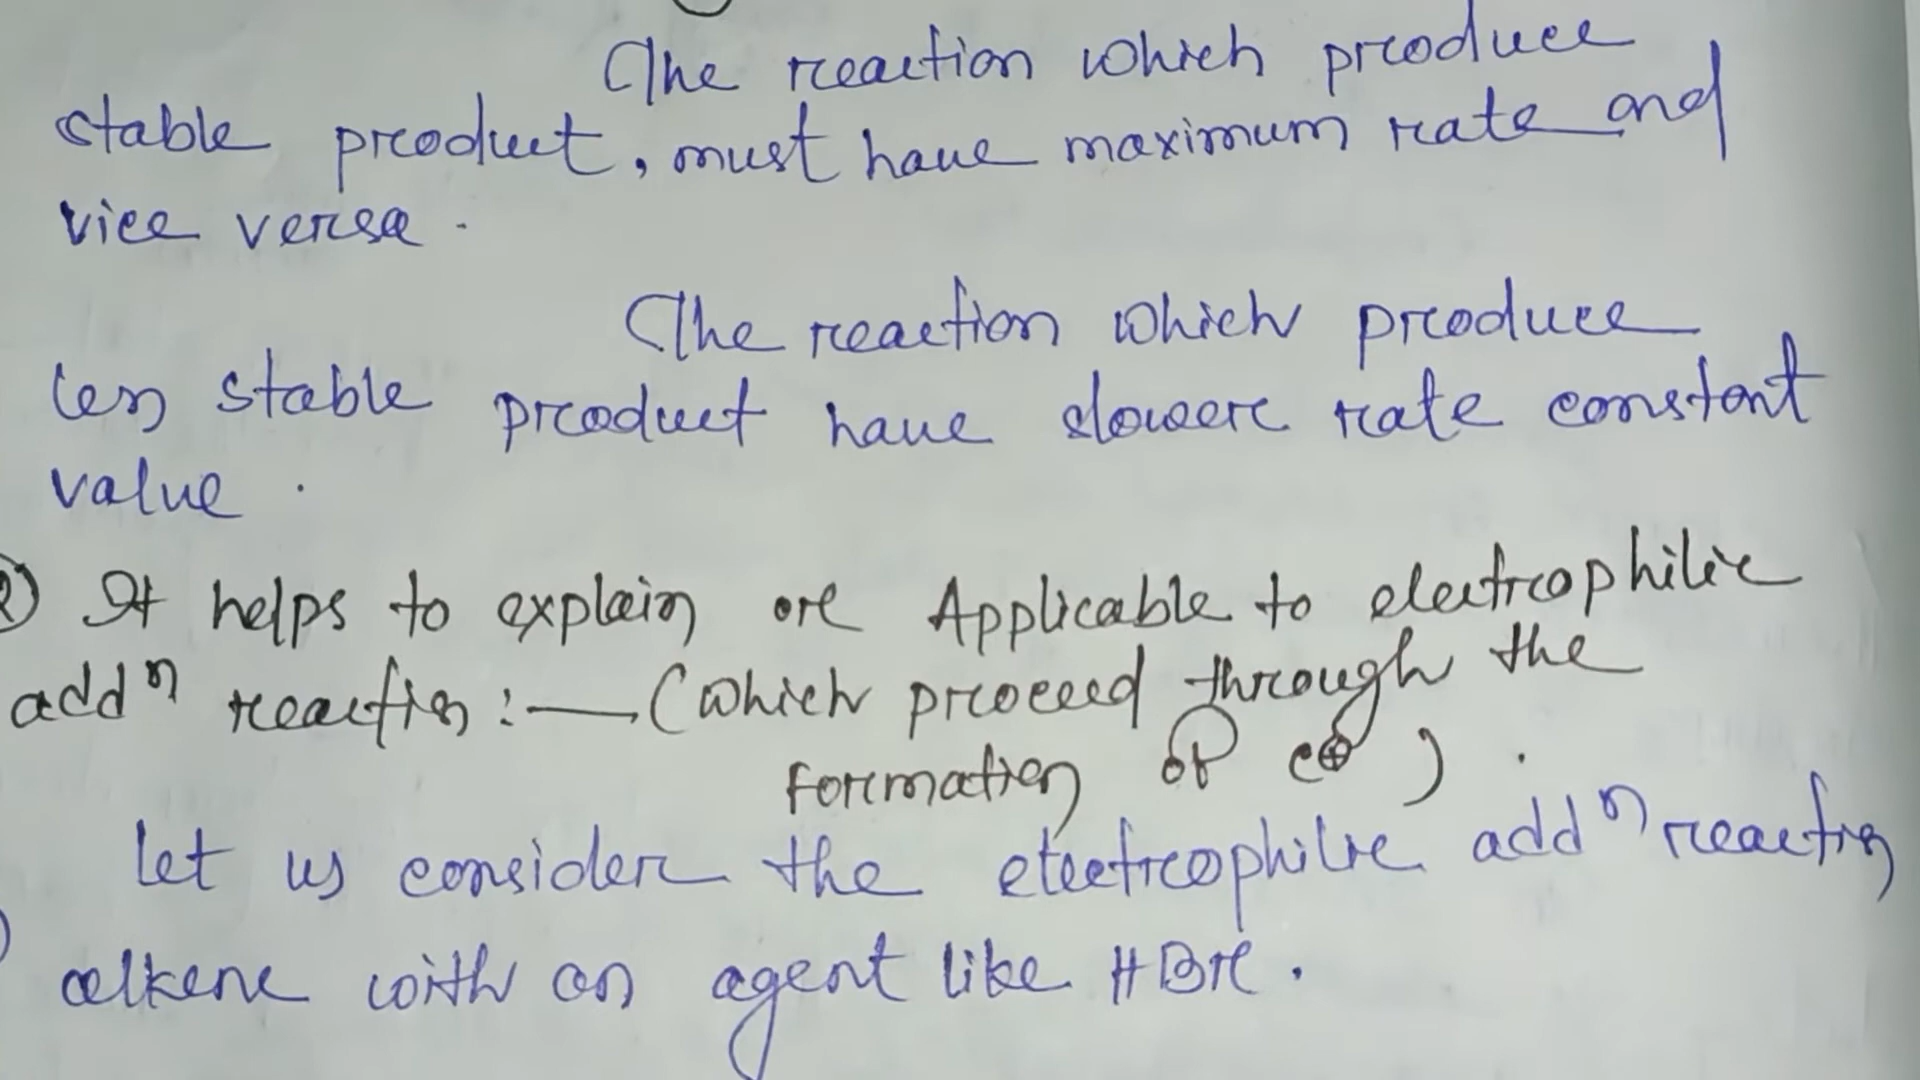 The reaction which produce
stable product, must have maximum rate and
vice versa.
The reaction which produce
less stable product have slower rate constant
value.
2) It helps to explain or Applicable to electrophilic
addⁿ reaction :— (which proceed through the
formation of C⊕).
let us consider the electrophilic addⁿ reaction
alkene with an agent like HBr.